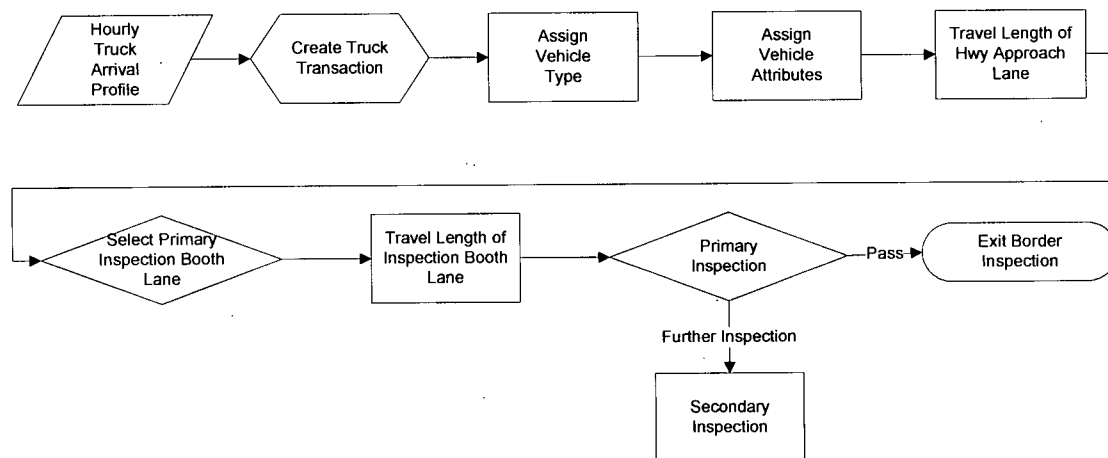 Hourly
Truck
Arrival
Profile
Create Truck
Transaction
Assign
Vehicle
Type
Assign
Vehicle
Attributes
Travel Length of
Hwy Approach
Lane
Select Primary
Inspection Booth
Lane
Travel Length of
Inspection Booth
Lane
Primary
Inspection
Pass
Exit Border
Inspection
Further Inspection
Secondary
Inspection